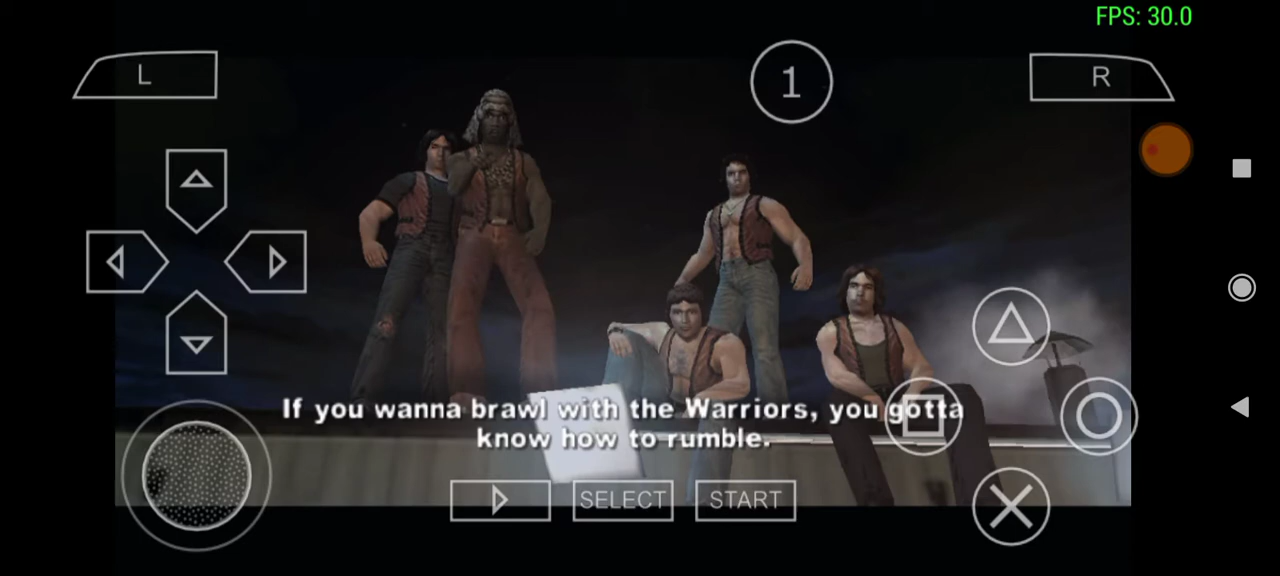 FPS: 30.0
L
1
R
If you wanna brawl with the Warriors, you gotta
know how to rumble.
SELECT
START